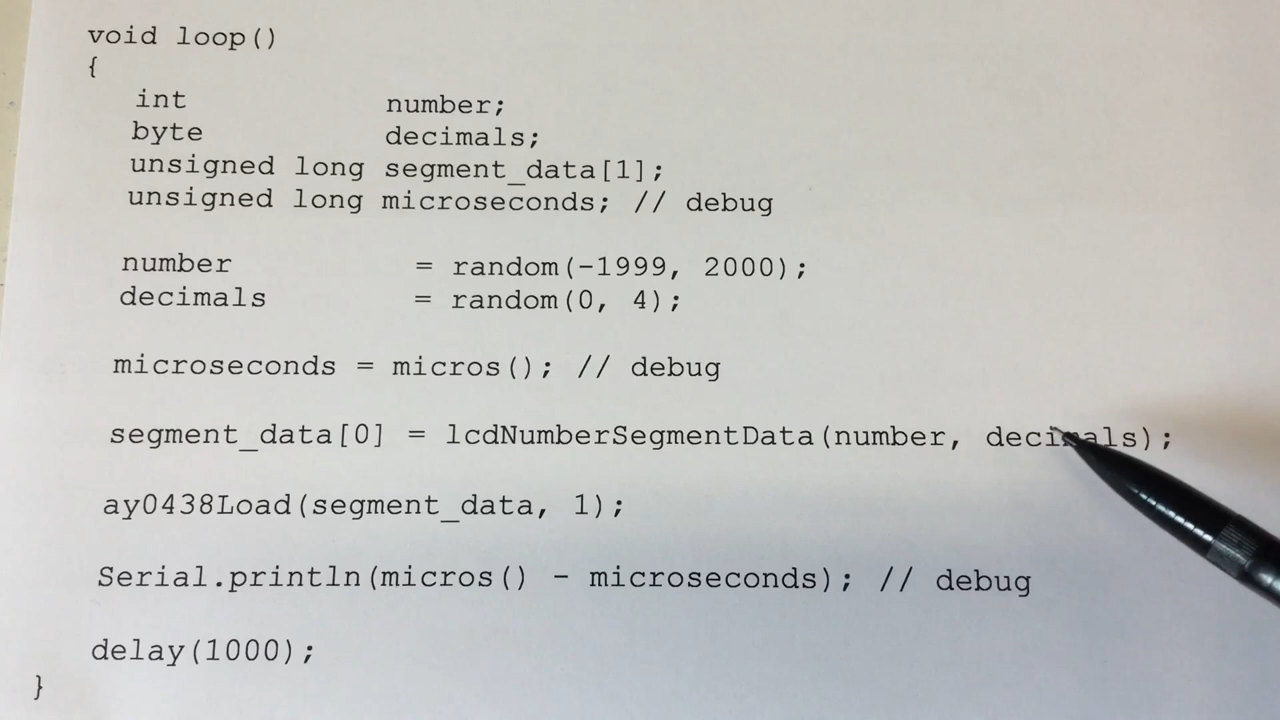 void loop()
{
int number;
byte decimals;
unsigned long segment_data[1];
unsigned long microseconds; // debug
number = random(-1999, 2000);
decimals = random(0, 4);
microseconds = micros(); // debug
segment_data[0] = lcdNumberSegmentData(number, decimals);
ay0438Load(segment_data, 1);
Serial.println(micros() - microseconds); // debug
delay(1000);
}